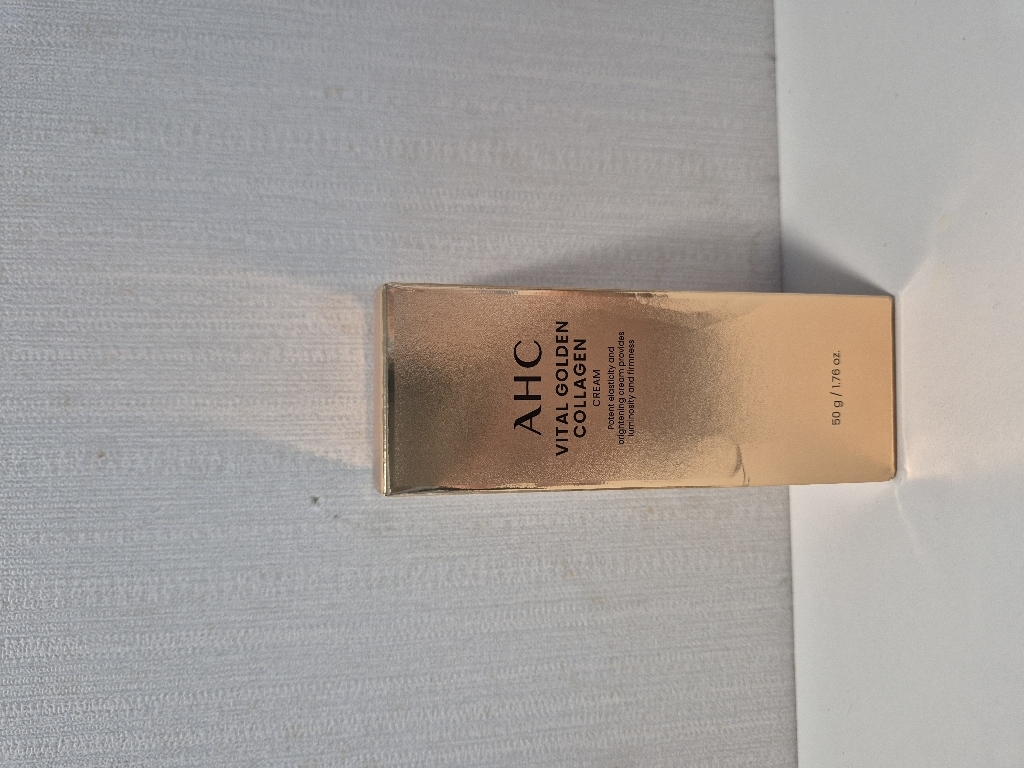 AHC
VITAL GOLDEN
COLLAGEN
CREAM
Potent elasticity and
brightening cream provides
luminosity and firmness
50 g / 1.76 oz.